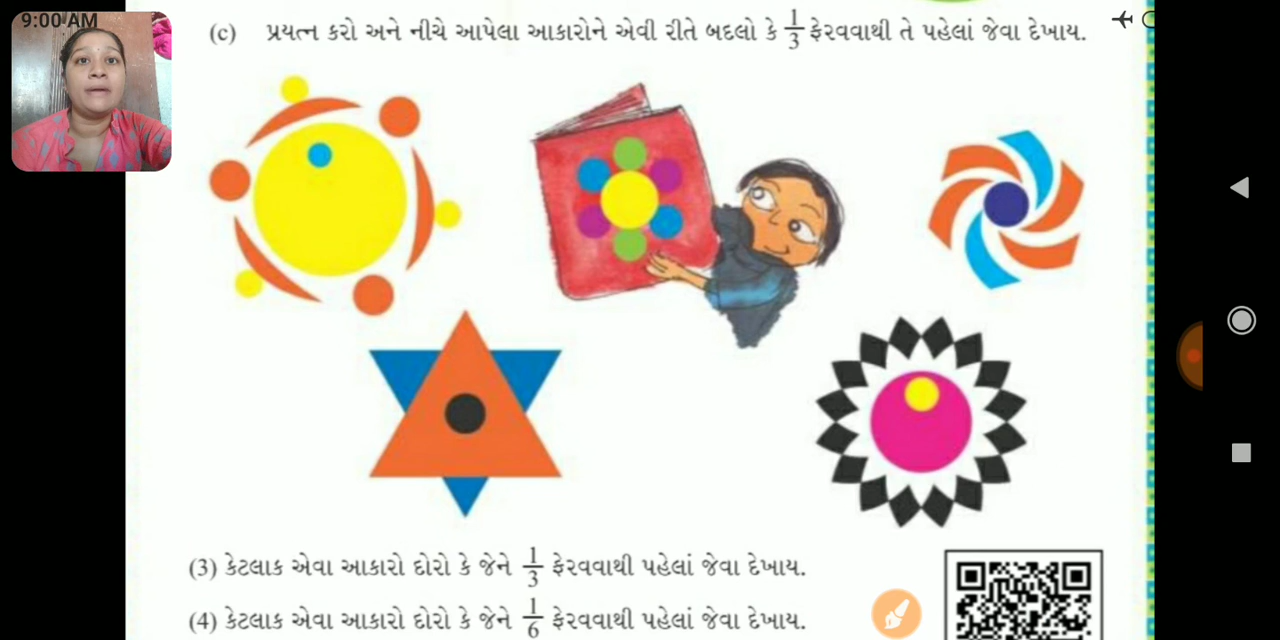 9:00 AM
(c) પ્રયત્ન કરો અને નીચે આપેલા આકારોને એવી રીતે બદલો કે 1/3 ફેરવવાથી તે પહેલાં જેવા દેખાય.
(3) કેટલાક એવા આકારો દોરો કે જેને 1/3 ફેરવવાથી પહેલાં જેવા દેખાય.
(4) કેટલાક એવા આકારો દોરો કે જેને 1/6 ફેરવવાથી પહેલાં જેવા દેખાય.